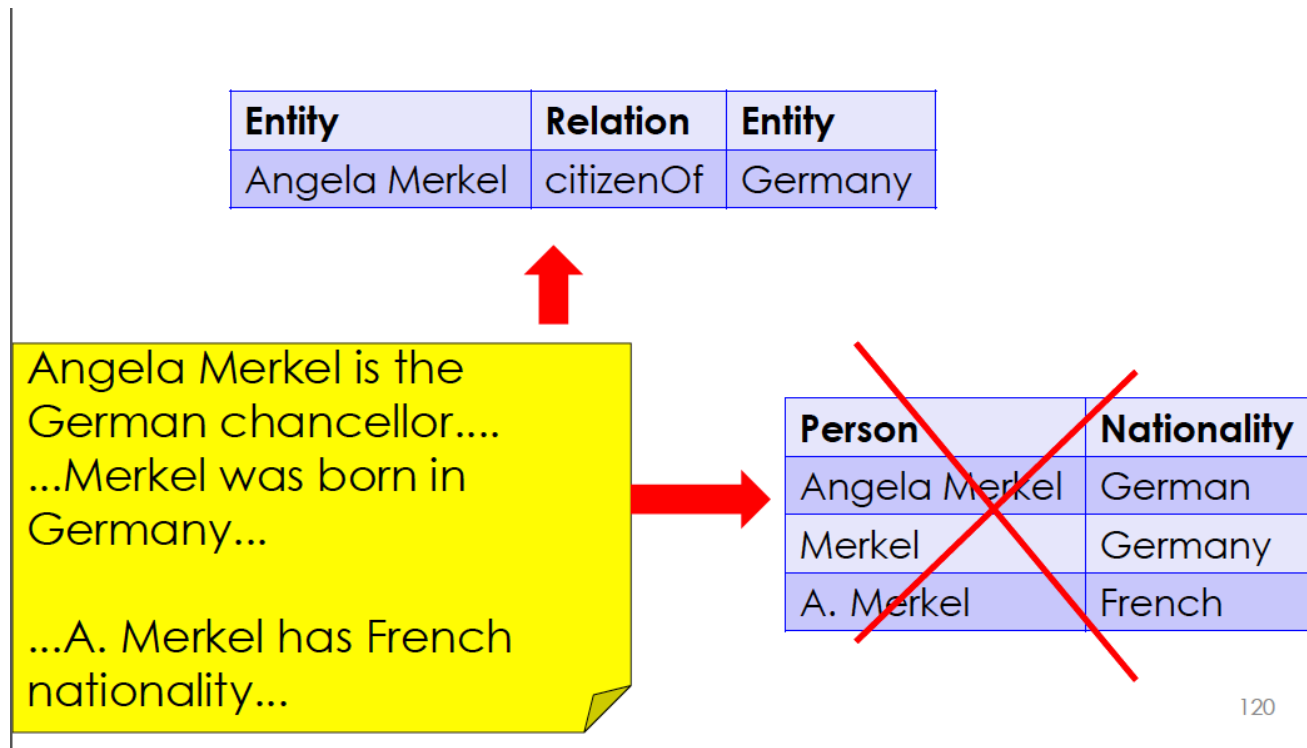 Entity Relation Entity
Angela Merkel citizenOf Germany
Angela Merkel is the
German chancellor....
...Merkel was born in
Germany...
...A. Merkel has French
nationality...
Person Nationality
Angela Merkel German
Merkel Germany
A. Merkel French
120